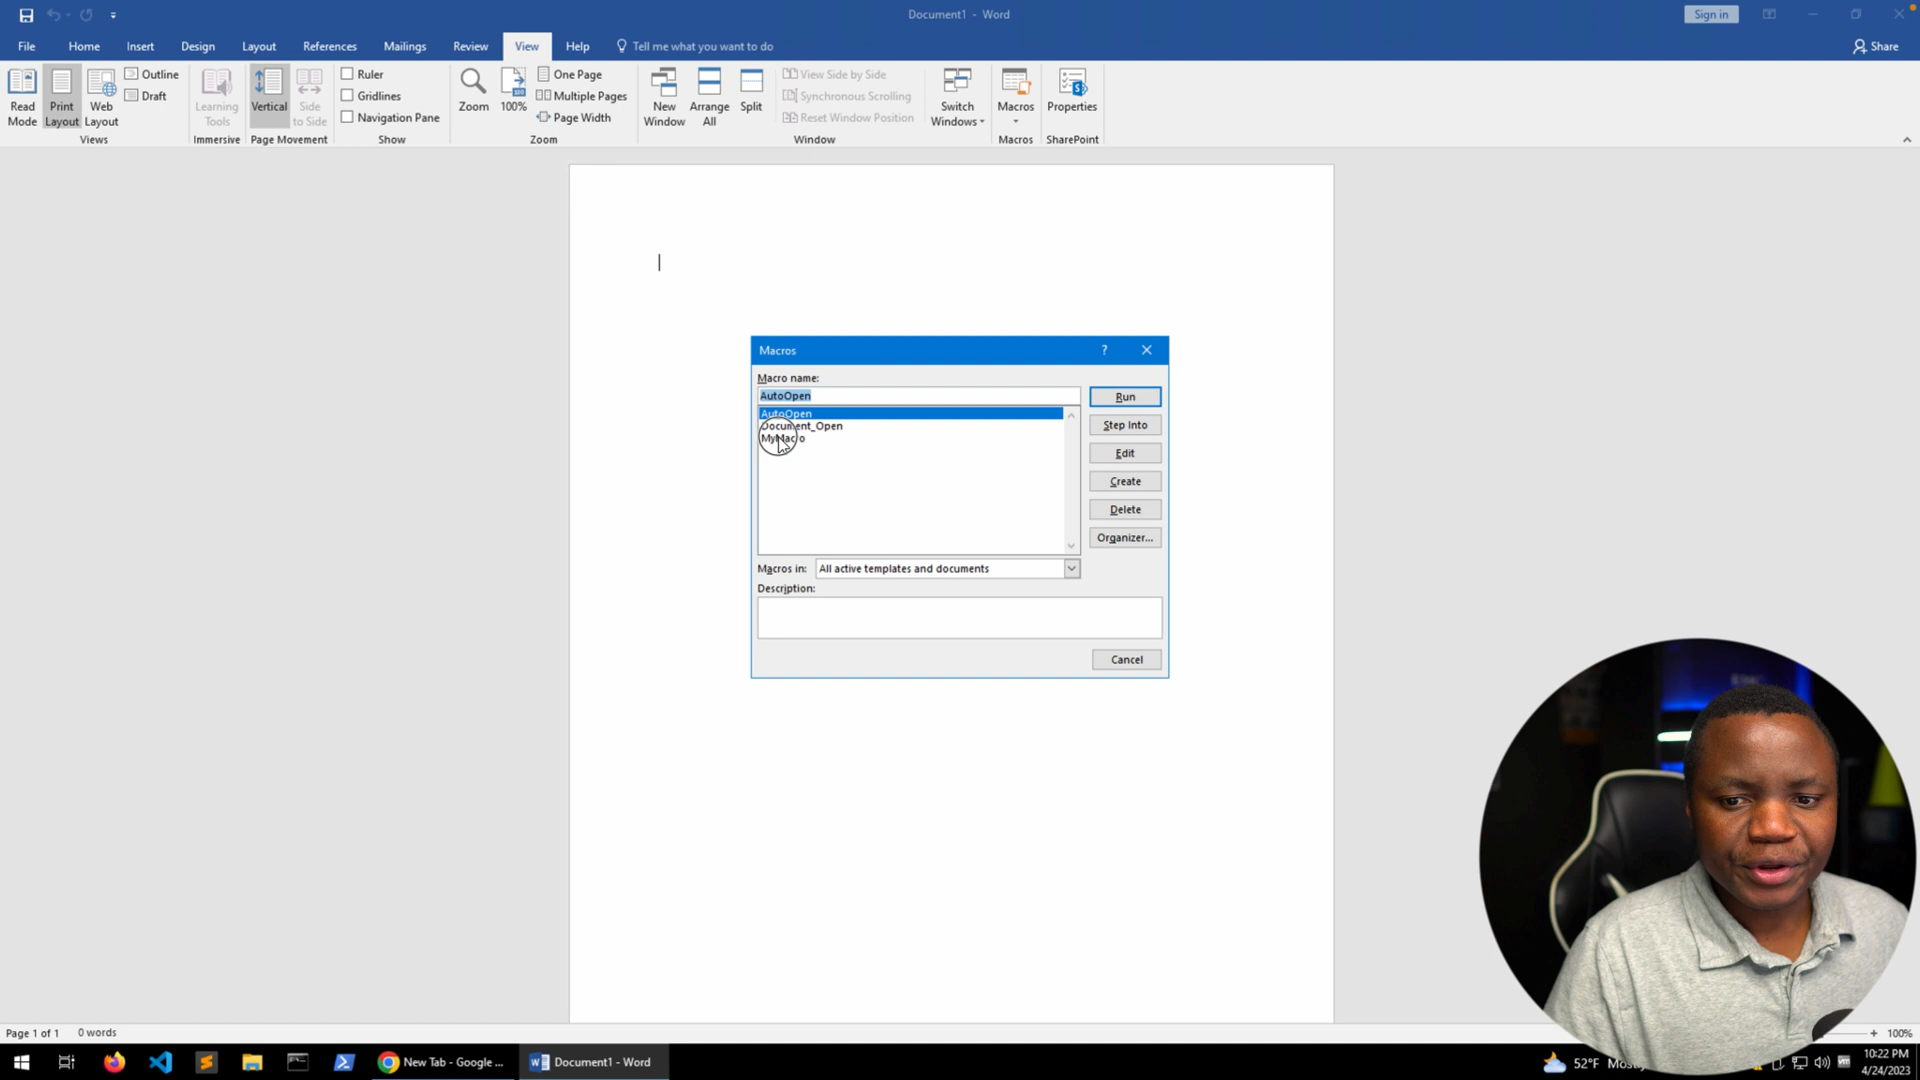 Document1 - Word
Sign in
File Home Insert Design Layout References Mailings Review View Help Tell me what you want to do Share
Read Mode
Print Layout
Web Layout
Outline
Draft
Views
Learning Tools
Immersive
Vertical
Side to Side
Page Movement
Ruler
Gridlines
Navigation Pane
Show
Zoom
100%
One Page
Multiple Pages
Page Width
Zoom
New Window
Arrange All
Split
View Side by Side
Synchronous Scrolling
Reset Window Position
Window
Switch Windows
Macros
Macros
Properties
SharePoint
Macros ?
Macro name:
AutoOpen
AutoOpen
Document_Open
MyMacro
Run
Step Into
Edit
Create
Delete
Organizer...
Macros in: All active templates and documents
Description:
Cancel
Page 1 of 1 0 words
+ 100%
New Tab - Google ...
Document1 - Word
52°F
10:22 PM
4/24/2023